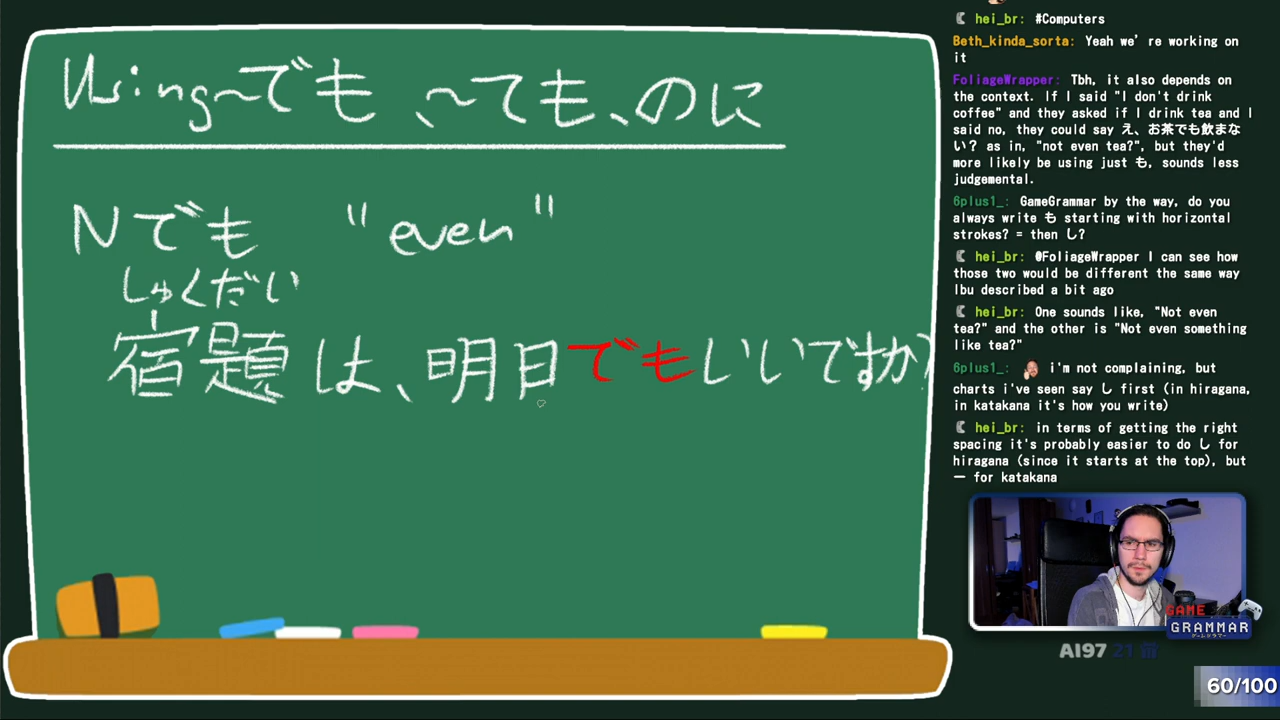 Using〜でも、〜ても、のに
Nでも "even"
しゅくだい
宿題は、明日でもいいですか?
hei_br: #Computers
Beth_kinda_sorta: Yeah we're working on
it
FoliageWrapper: Tbh, it also depends on
the context. If I said "I don't drink
coffee" and they asked if I drink tea and I
said no, they could say え、お茶でも飲まな
い? as in, "not even tea?", but they'd
more likely be using just も, sounds less
judgemental.
6plus1_: GameGrammar by the way, do you
always write も starting with horizontal
strokes? = then し?
hei_br: @FoliageWrapper I can see how
those two would be different the same way
Ibu described a bit ago
hei_br: One sounds like, "Not even
tea?" and the other is "Not even something
like tea?"
6plus1_: i'm not complaining, but
charts i've seen say し first (in hiragana,
in katakana it's how you write)
hei_br: in terms of getting the right
spacing it's probably easier to do し for
hiragana (since it starts at the top), but
一 for katakana
GAME
GRAMMAR
ゲームグラマー
AI97
60/100